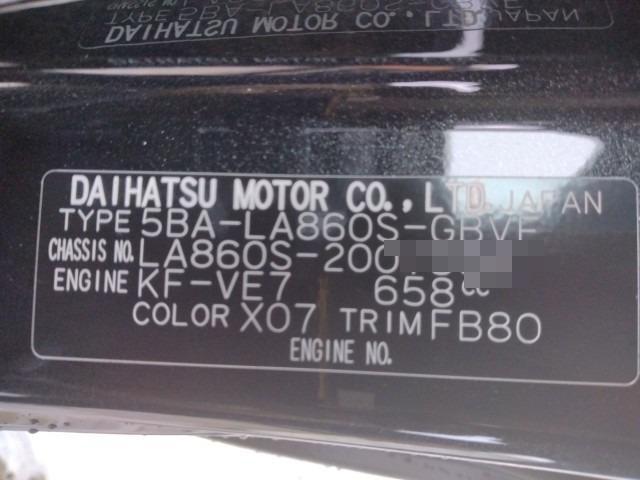 DAIHATSU MOTOR CO., LTD. JAPAN
TYPE 5BA-LA860S-GBVF
CHASSIS NO. LA860S-200
ENGINE KF-VE7 658cc
COLOR X07 TRIM FB80
ENGINE NO.